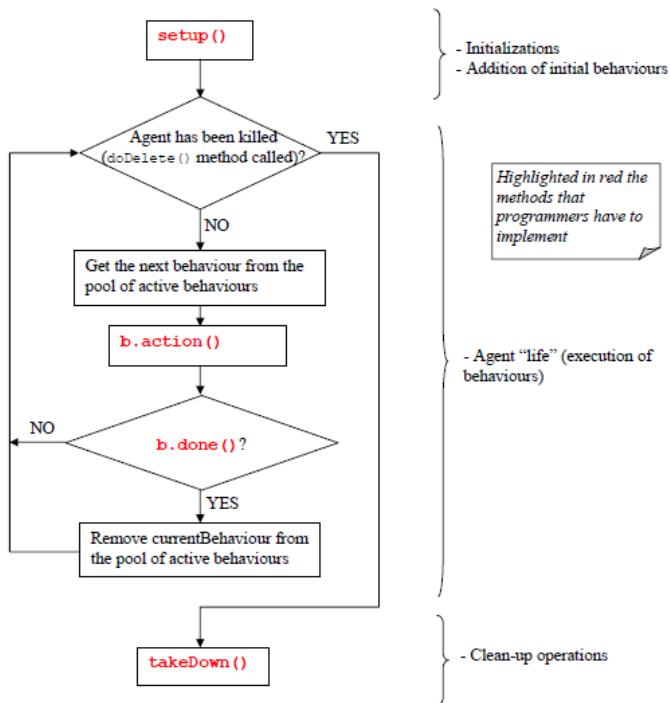 setup()
- Initializations
- Addition of initial behaviours
Agent has been killed
(doDelete() method called)?
YES
Highlighted in red the
methods that
programmers have to
implement
NO
Get the next behaviour from the
pool of active behaviours
b.action()
- Agent “life” (execution of
behaviours)
NO
b.done()?
YES
Remove currentBehaviour from
the pool of active behaviours
takeDown()
- Clean-up operations